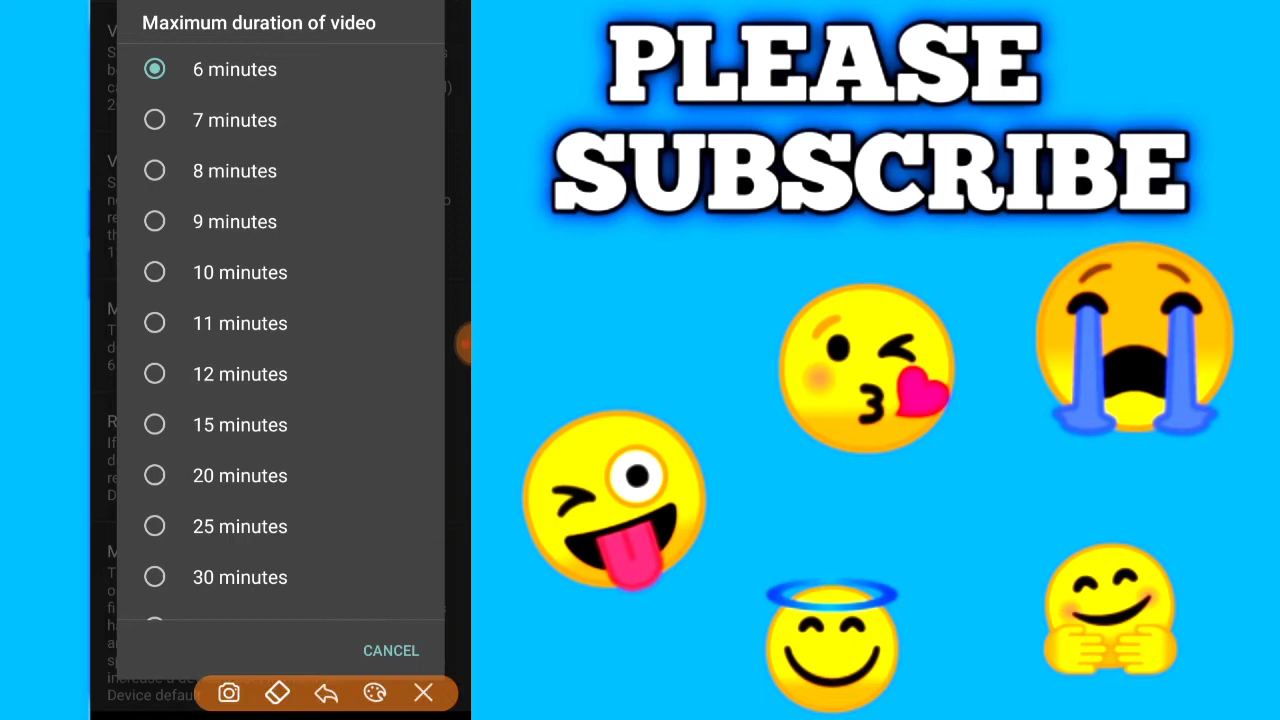 Maximum duration of video
6 minutes
7 minutes
8 minutes
9 minutes
10 minutes
11 minutes
12 minutes
15 minutes
20 minutes
25 minutes
30 minutes
CANCEL
Device defau
PLEASE
SUBSCRIBE